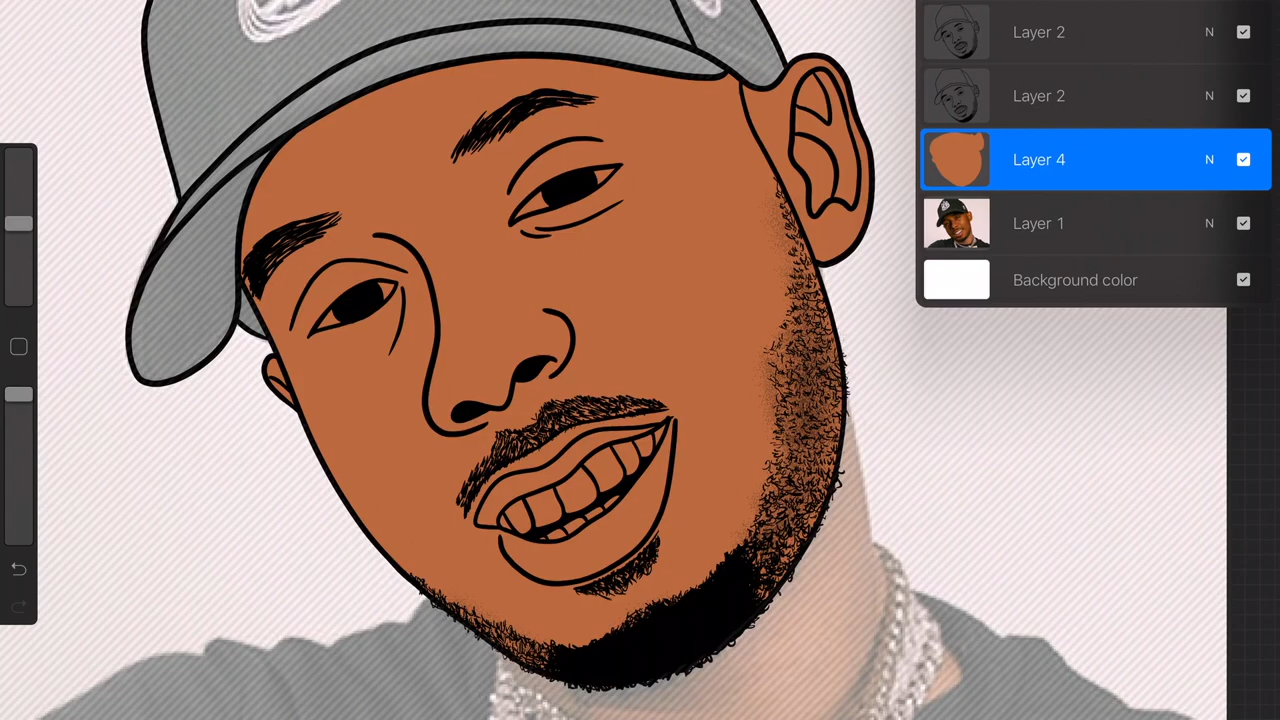 Layer 2 N
Layer 2 N
Layer 4 N
Layer 1 N
Background color